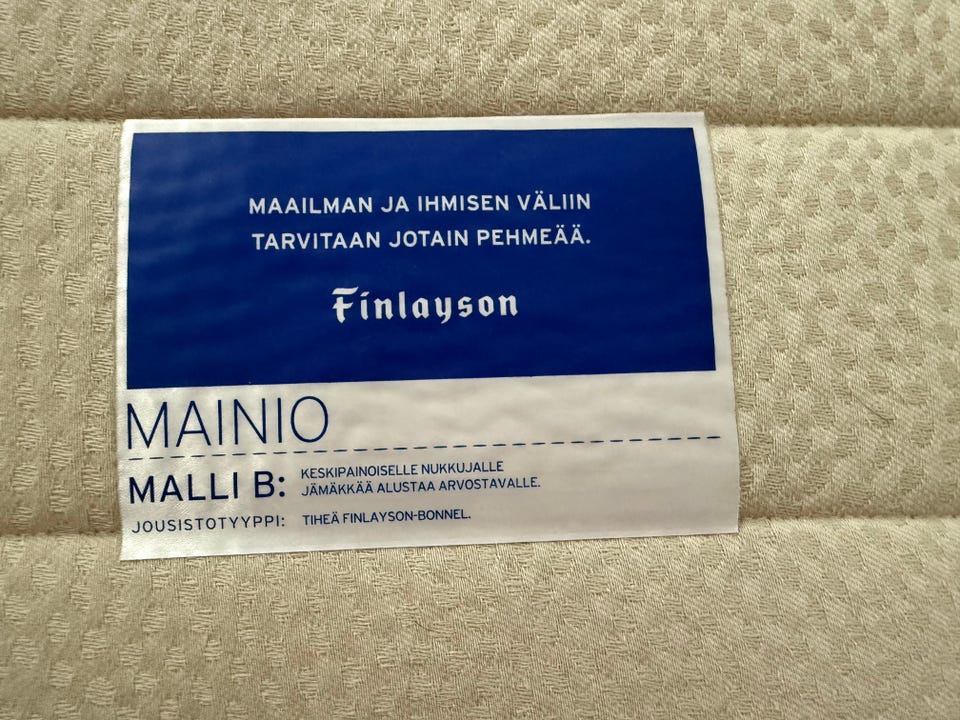 MAAILMAN JA IHMISEN VÄLIIN
TARVITAAN JOTAIN PEHMEÄÄ.
Finlayson
MAINIO
MALLI B: KESKIPAINOISELLE NUKKUJALLE
JÄMÄKKÄÄ ALUSTAA ARVOSTAVALLE.
JOUSISTOTYYPPI: TIHEÄ FINLAYSON-BONNEL.